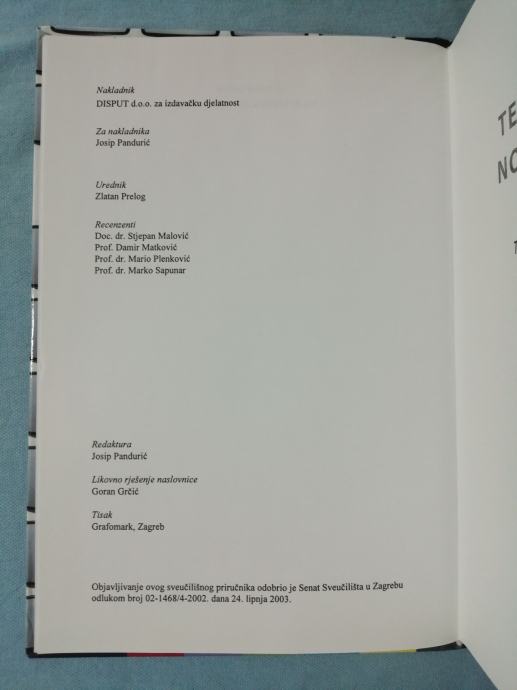 Nakladnik
DISPUT d.o.o. za izdavačku djelatnost
Za nakladnika
Josip Pandurić
Urednik
Zlatan Prelog
Recenzenti
Doc. dr. Stjepan Malović
Prof. Damir Matković
Prof. dr. Mario Plenković
Prof. dr. Marko Sapunar
Redaktura
Josip Pandurić
Likovno rješenje naslovnice
Goran Grčić
Tisak
Grafomark, Zagreb
Objavljivanje ovog sveučilišnog priručnika odobrio je Senat Sveučilišta u Zagrebu
odlukom broj 02-1468/4-2002. dana 24. lipnja 2003.